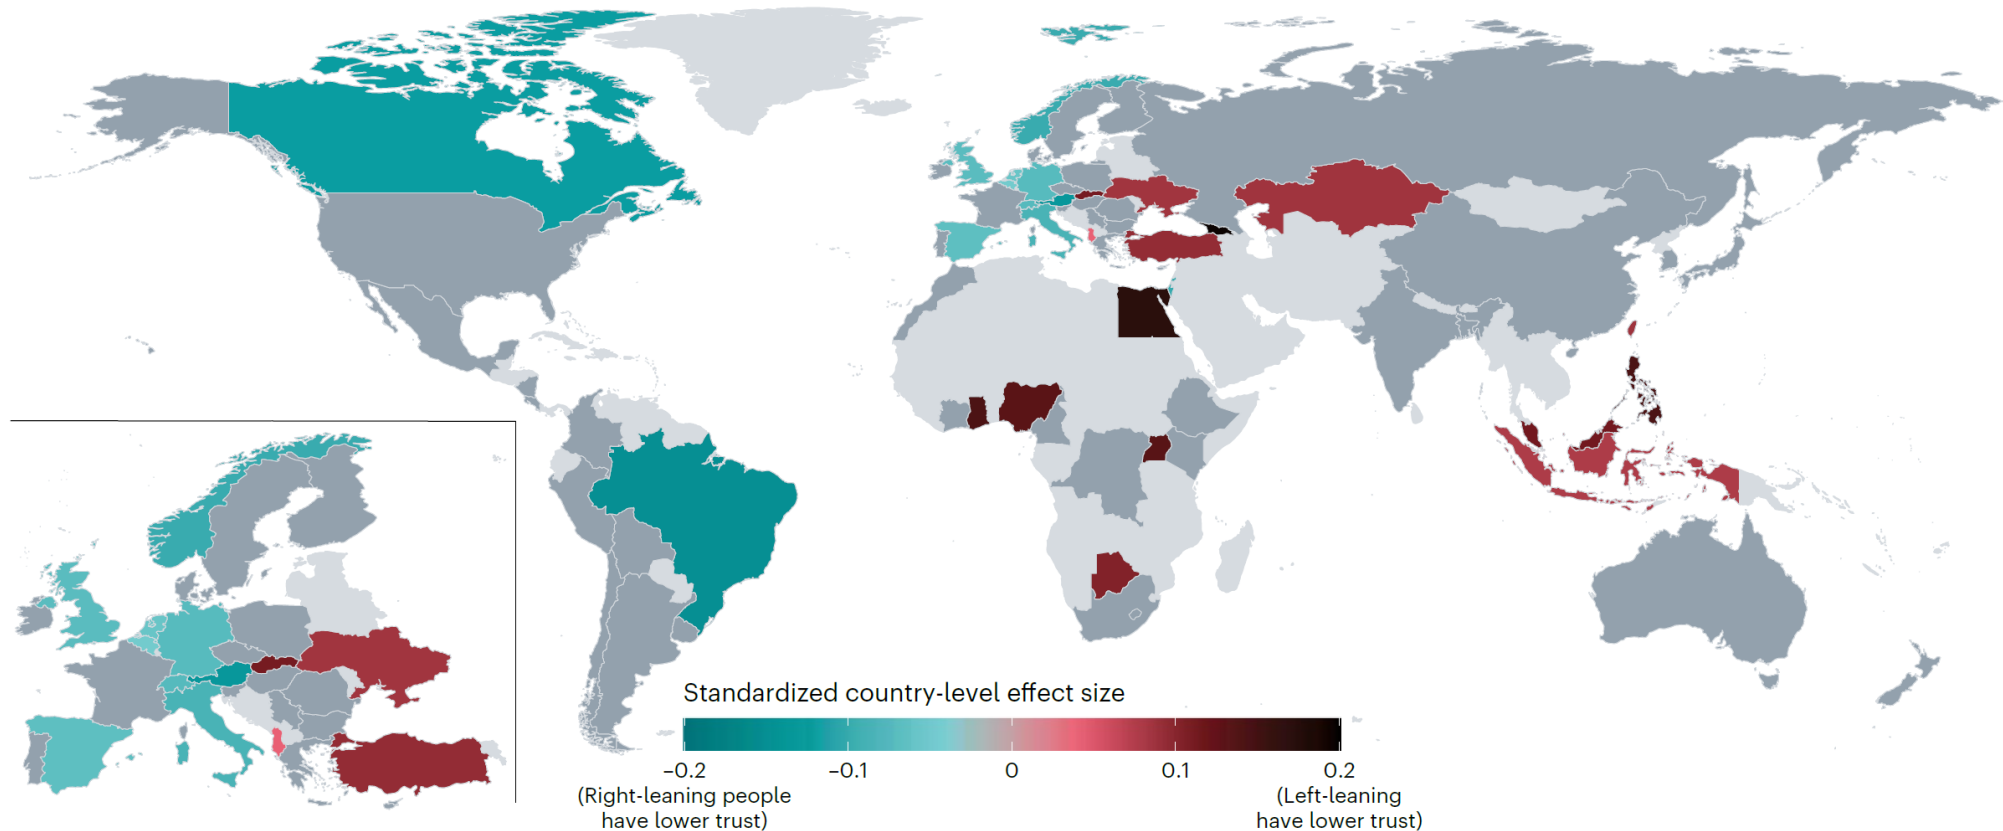 Standardized country-level effect size
−0.2
−0.1
0
0.1
0.2
(Right-leaning people
have lower trust)
(Left-leaning
have lower trust)